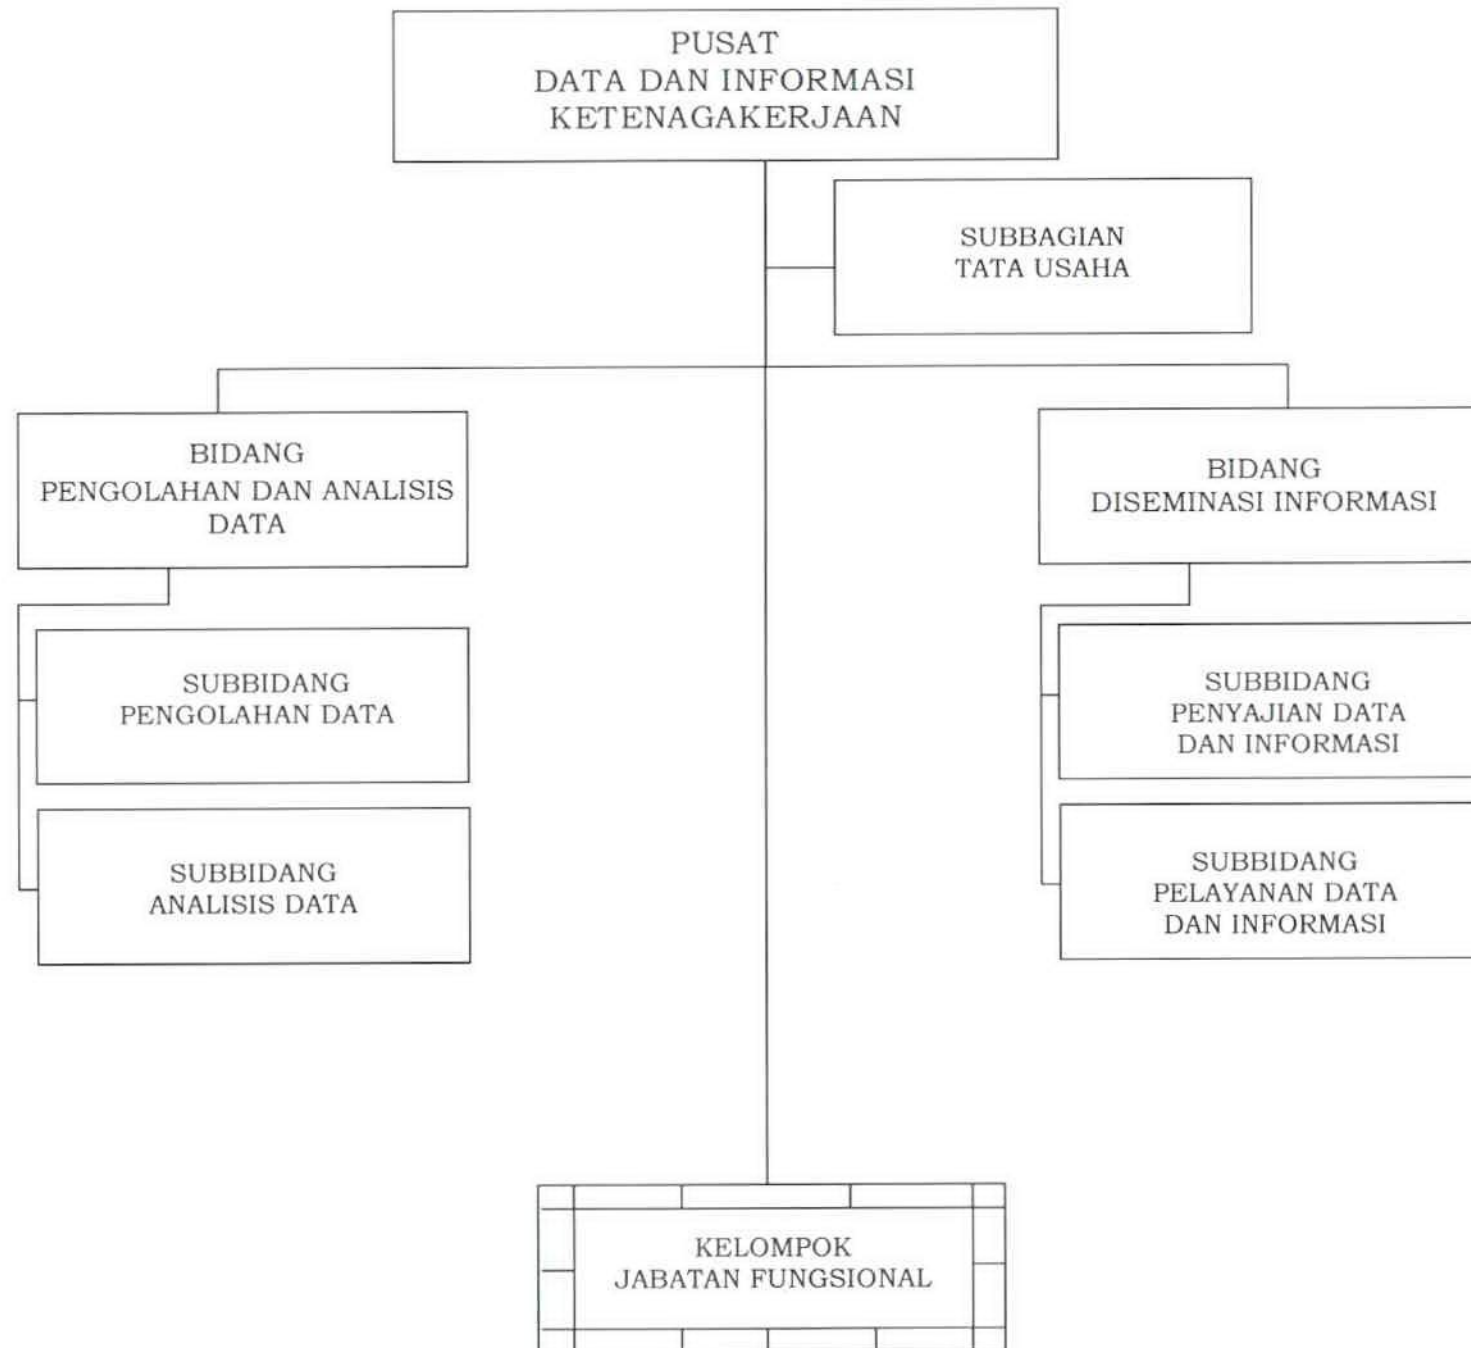 PUSAT
DATA DAN INFORMASI
KETENAGAKERJAAN
SUBBAGIAN
TATA USAHA
BIDANG
PENGOLAHAN DAN ANALISIS
DATA
BIDANG
DISEMINASI INFORMASI
SUBBIDANG
PENGOLAHAN DATA
SUBBIDANG
PENYAJIAN DATA
DAN INFORMASI
SUBBIDANG
ANALISIS DATA
SUBBIDANG
PELAYANAN DATA
DAN INFORMASI
KELOMPOK
JABATAN FUNGSIONAL